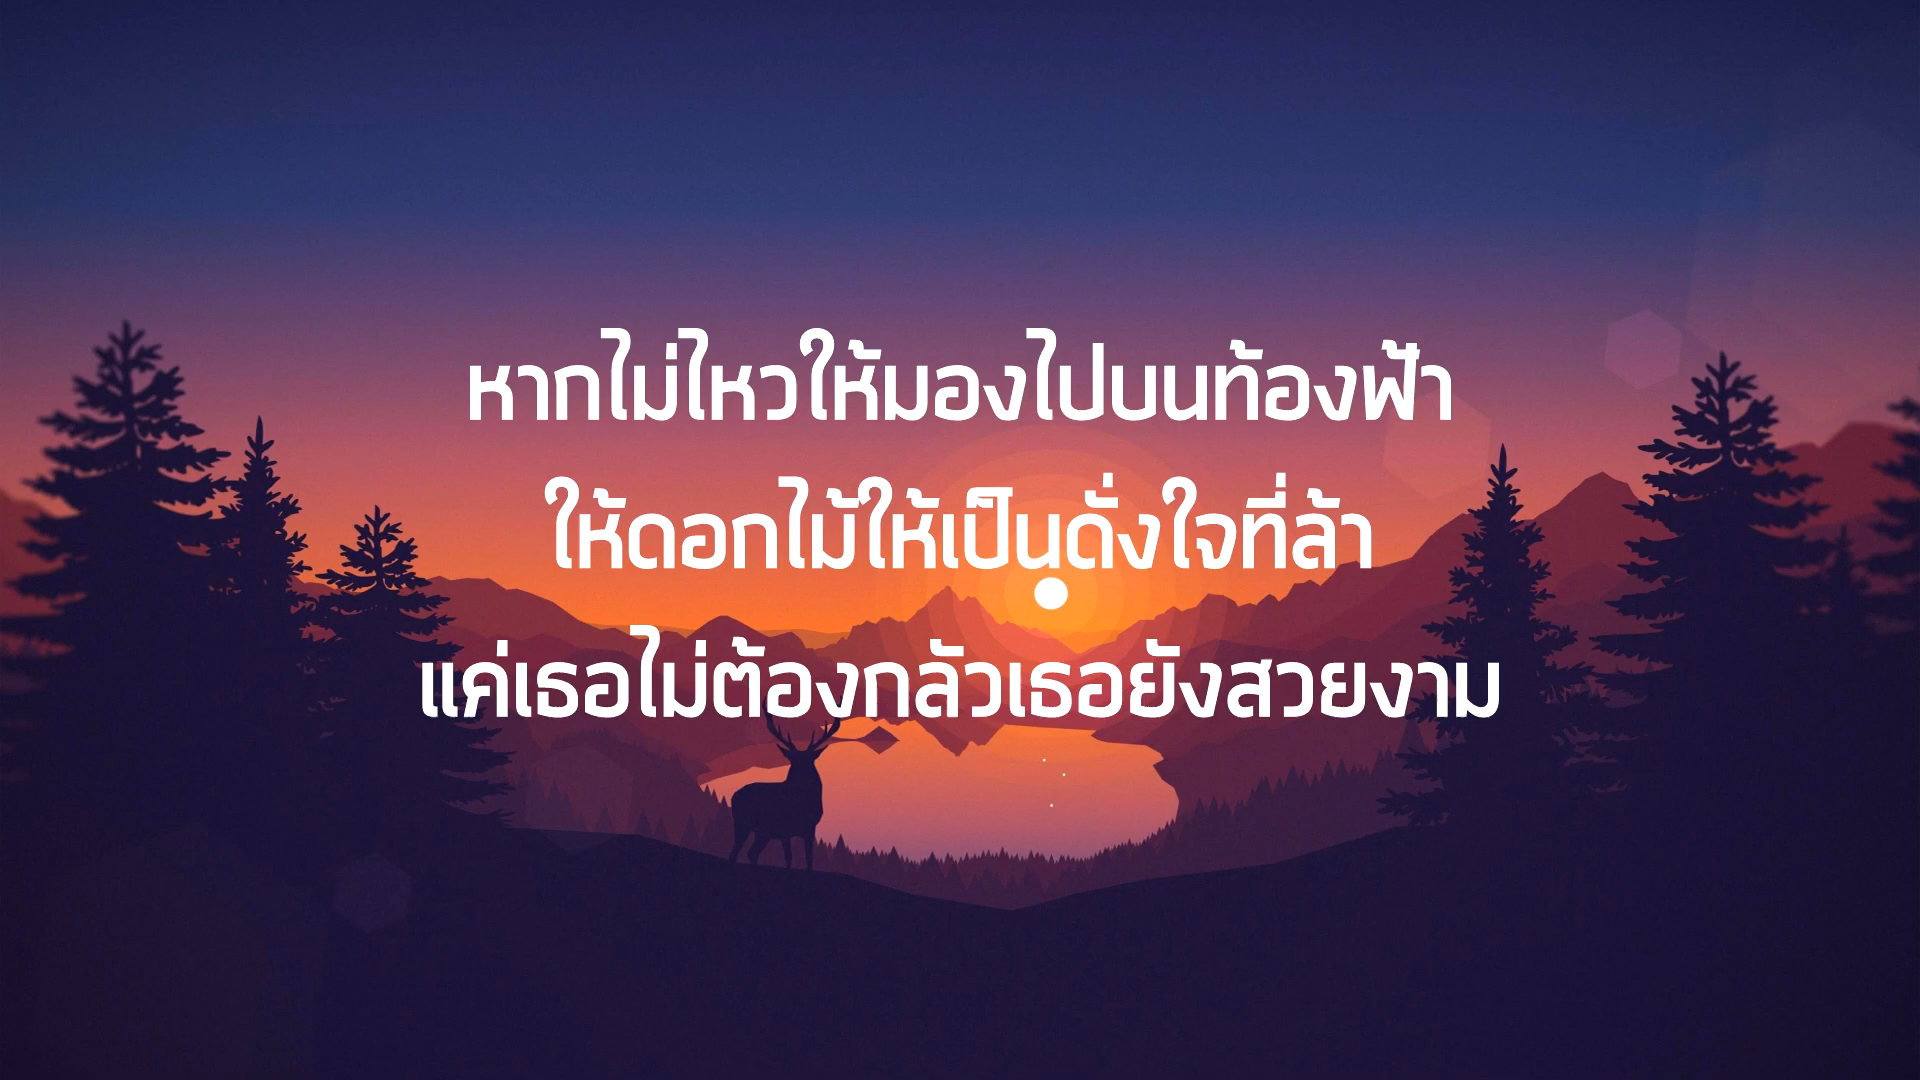 หากไม่ไหวให้มองไปบนท้องฟ้า
ให้ดอกไม้ให้เป็นดั่งใจที่ล้า
แค่เธอไม่ต้องกลัวเธอยังสวยงาม